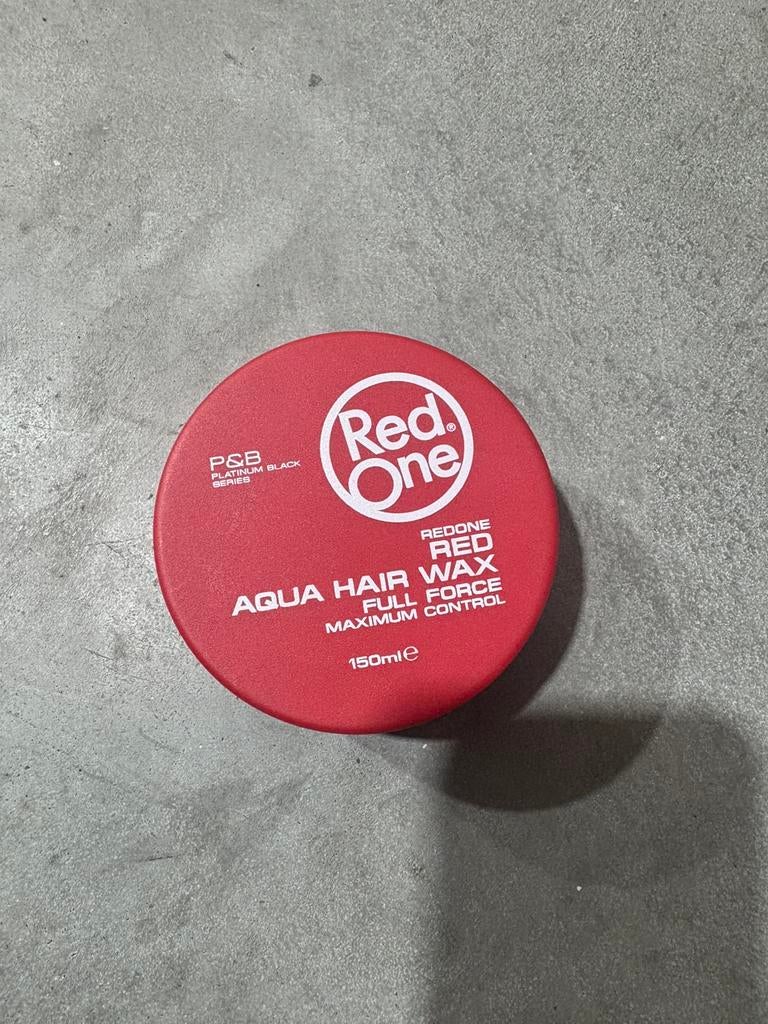 Red®
One
P&B
PLATINUM BLACK
SERIES
REDONE
RED
AQUA HAIR WAX
FULL FORCE
MAXIMUM CONTROL
150ml℮